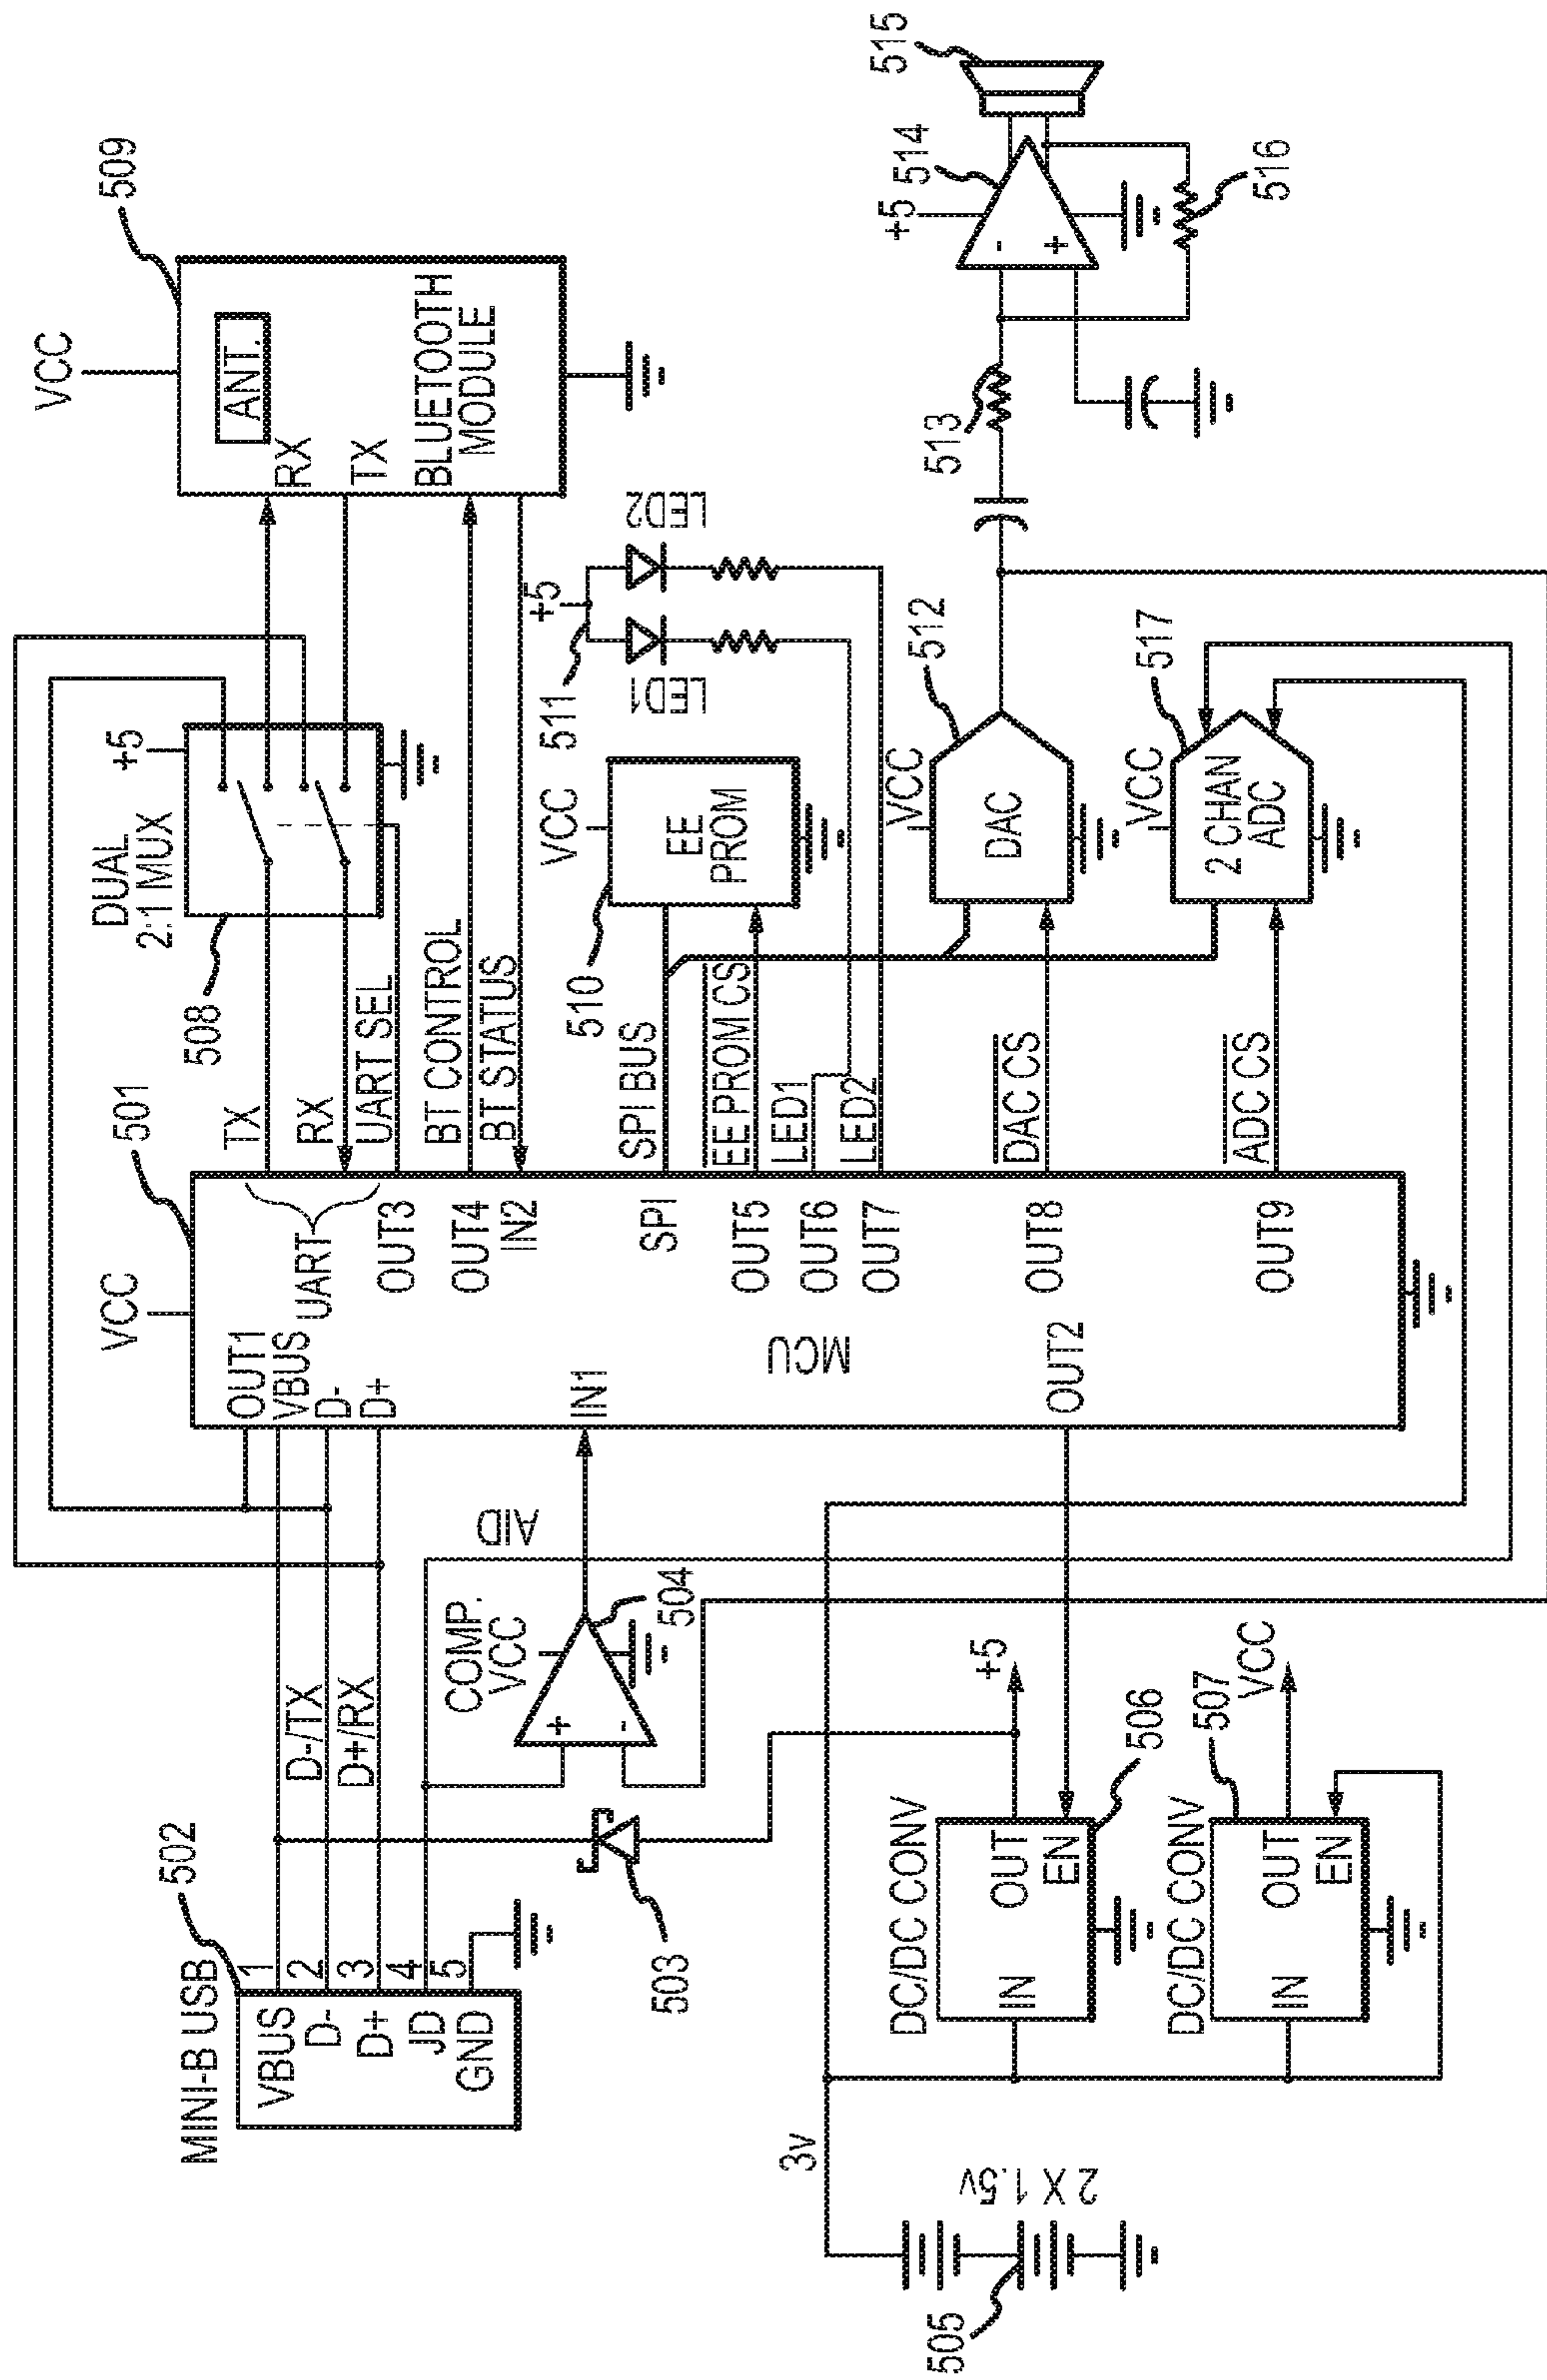 MINI-B USB
502
VBUS
D-
D+
JD
GND
1
2
3
4
5
D-/TX
D+/RX
503
COMP.
VCC
+
-
504
AID
505
2 X 1.5v
3v
DC/DC CONV
IN
OUT
EN
506
+5
DC/DC CONV
IN
OUT
EN
507
VCC
VCC
501
OUT1
VBUS
D-
D+
IN1
OUT2
MCU
UART
OUT3
OUT4
IN2
SPI
OUT5
OUT6
OUT7
OUT8
OUT9
TX
RX
UART SEL
BT CONTROL
BT STATUS
SPI BUS
EE PROM CS
LED1
LED2
DAC CS
ADC CS
DUAL
2:1 MUX
+5
508
VCC
509
ANT.
RX
TX
BLUETOOTH
MODULE
510
VCC
EE
PROM
511
+5
LED1
LED2
VCC
512
DAC
VCC
517
2 CHAN
ADC
513
+5
514
-
+
515
516